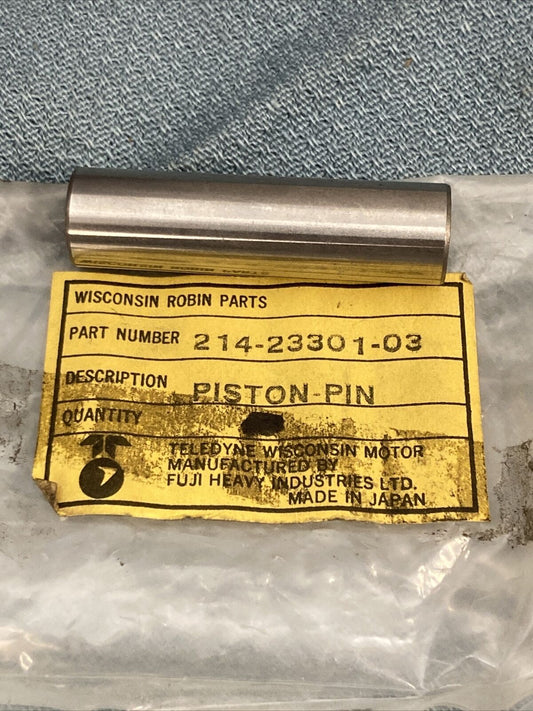 WISCONSIN ROBIN PARTS
PART NUMBER 214-23301-03
DESCRIPTION PISTON-PIN
QUANTITY
TELEDYNE WISCONSIN MOTOR
MANUFACTURED BY
FUJI HEAVY INDUSTRIES LTD.
MADE IN JAPAN